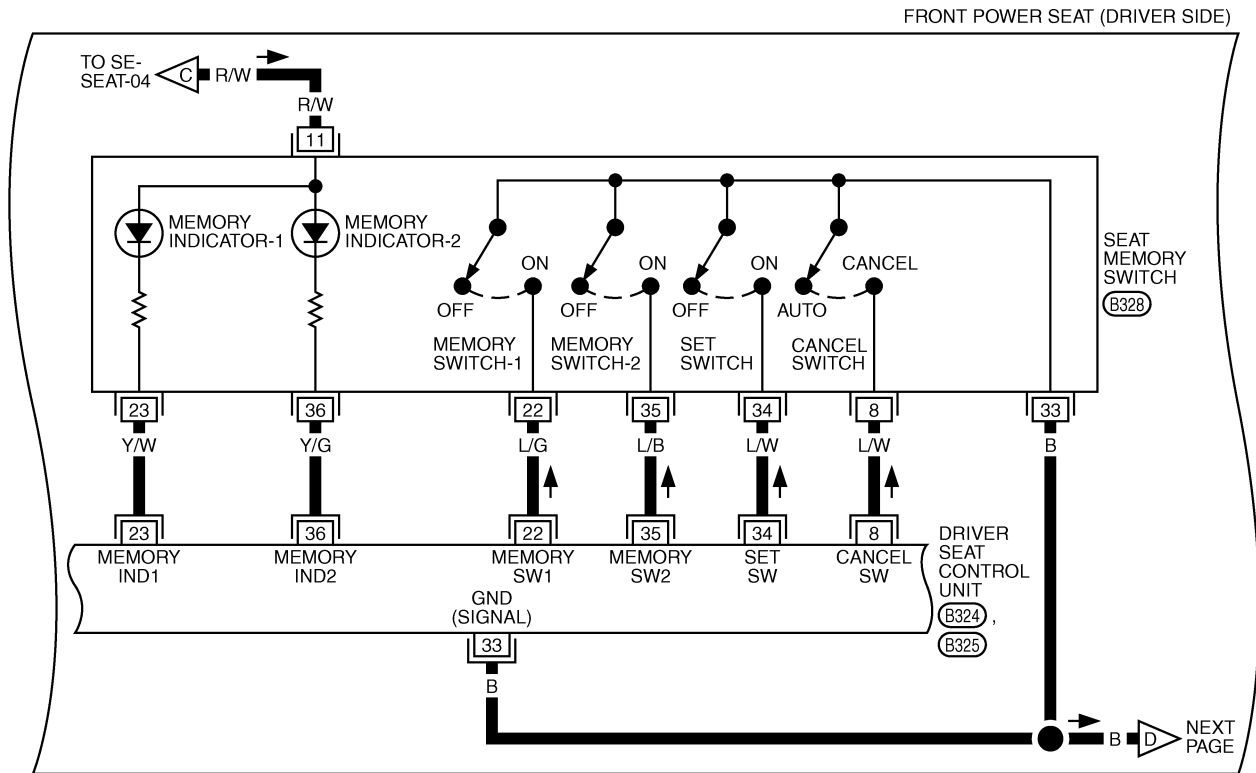 FRONT POWER SEAT (DRIVER SIDE)
TO SE-
SEAT-04
C
R/W
R/W
11
MEMORY
INDICATOR-1
MEMORY
INDICATOR-2
ON
ON
ON
CANCEL
OFF
OFF
OFF
AUTO
MEMORY
SWITCH-1
MEMORY
SWITCH-2
SET
SWITCH
CANCEL
SWITCH
SEAT
MEMORY
SWITCH
B328
23
36
22
35
34
8
33
Y/W
Y/G
L/G
L/B
L/W
L/W
B
23
36
22
35
34
8
MEMORY
IND1
MEMORY
IND2
MEMORY
SW1
MEMORY
SW2
SET
SW
CANCEL
SW
GND
(SIGNAL)
DRIVER
SEAT
CONTROL
UNIT
B324 ,
B325
33
B
B
D
NEXT
PAGE